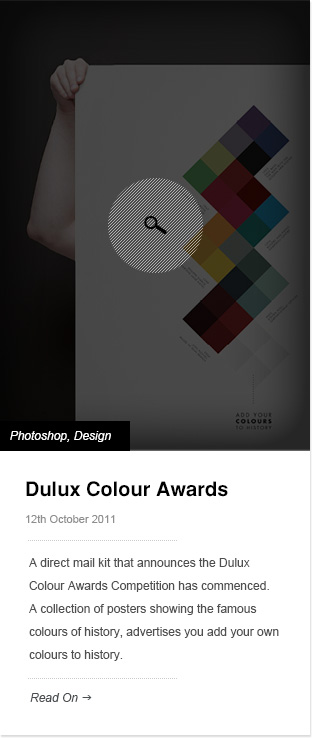 ADD YOUR
COLOURS
TO HISTORY
Photoshop, Design
Dulux Colour Awards
12th October 2011
A direct mail kit that announces the Dulux
Colour Awards Competition has commenced.
A collection of posters showing the famous
colours of history, advertises you add your own
colours to history.
Read On →